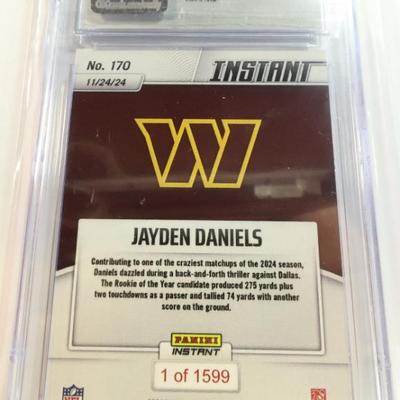 No. 170
INSTANT
11/24/24
W
JAYDEN DANIELS
Contributing to one of the craziest matchups of the 2024 season,
Daniels dazzled during a back-and-forth thriller against Dallas.
The Rookie of the Year candidate produced 275 yards plus
two touchdowns as a passer and tallied 74 yards with another
score on the ground.
PANINI
INSTANT
1 of 1599
NFL